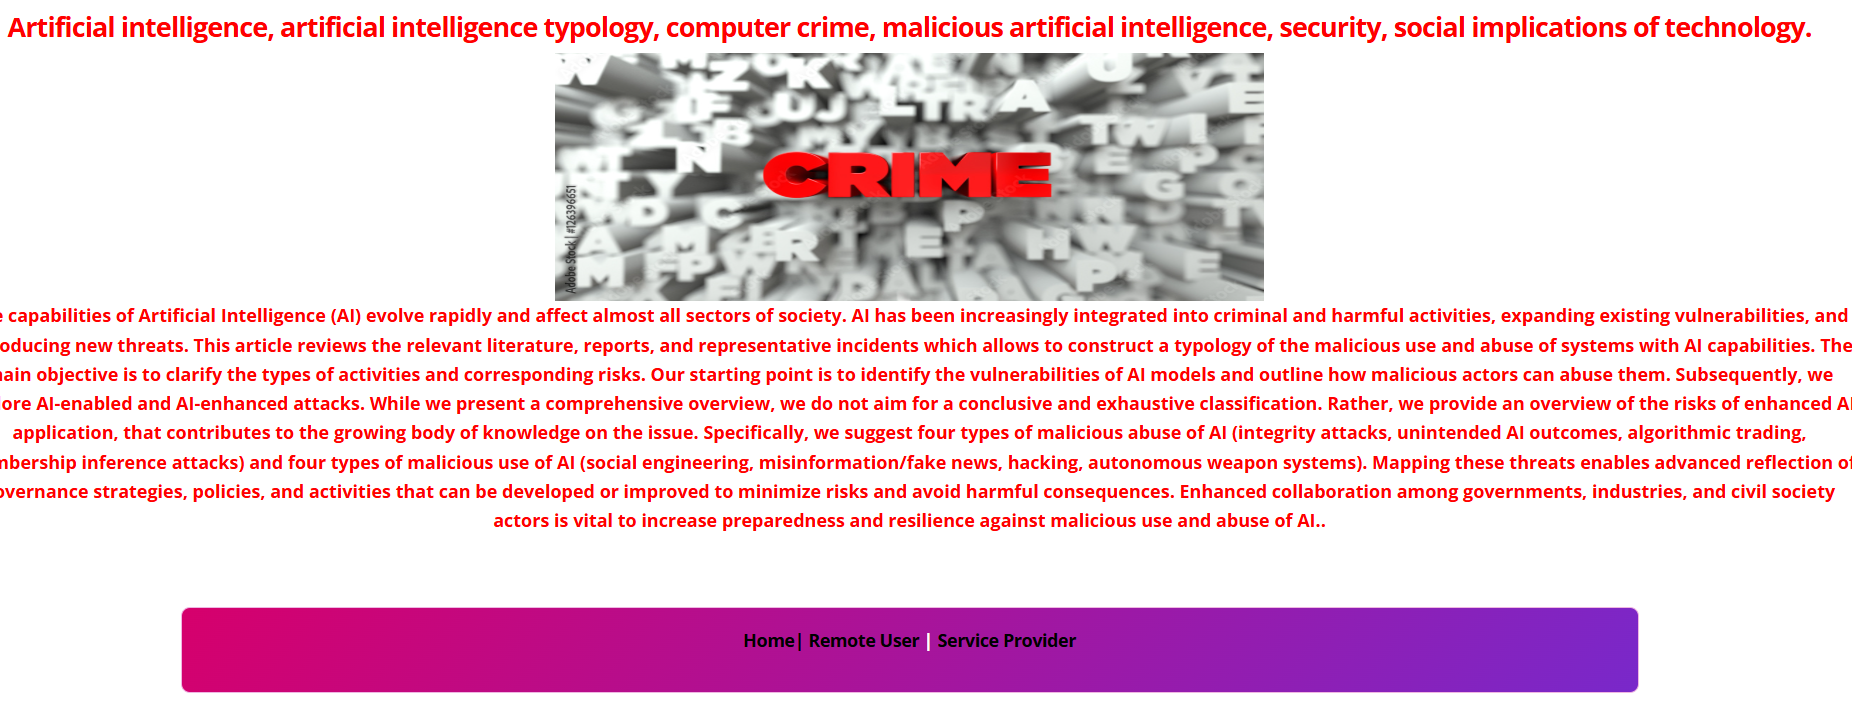 Artificial intelligence, artificial intelligence typology, computer crime, malicious artificial intelligence, security, social implications of technology.
CRIME
Adobe Stock | #126396651
capabilities of Artificial Intelligence (AI) evolve rapidly and affect almost all sectors of society. AI has been increasingly integrated into criminal and harmful activities, expanding existing vulnerabilities, and
oducing new threats. This article reviews the relevant literature, reports, and representative incidents which allows to construct a typology of the malicious use and abuse of systems with AI capabilities. The
ain objective is to clarify the types of activities and corresponding risks. Our starting point is to identify the vulnerabilities of AI models and outline how malicious actors can abuse them. Subsequently, we
lore AI-enabled and AI-enhanced attacks. While we present a comprehensive overview, we do not aim for a conclusive and exhaustive classification. Rather, we provide an overview of the risks of enhanced AI
application, that contributes to the growing body of knowledge on the issue. Specifically, we suggest four types of malicious abuse of AI (integrity attacks, unintended AI outcomes, algorithmic trading,
mbership inference attacks) and four types of malicious use of AI (social engineering, misinformation/fake news, hacking, autonomous weapon systems). Mapping these threats enables advanced reflection of
overnance strategies, policies, and activities that can be developed or improved to minimize risks and avoid harmful consequences. Enhanced collaboration among governments, industries, and civil society
actors is vital to increase preparedness and resilience against malicious use and abuse of AI..
Home| Remote User | Service Provider